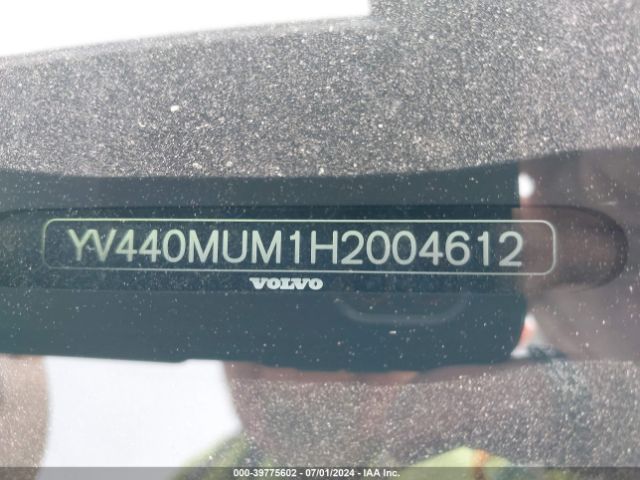 YV440MUM1H2004612
VOLVO
000-39775602 - 07/01/2024 - IAA Inc.